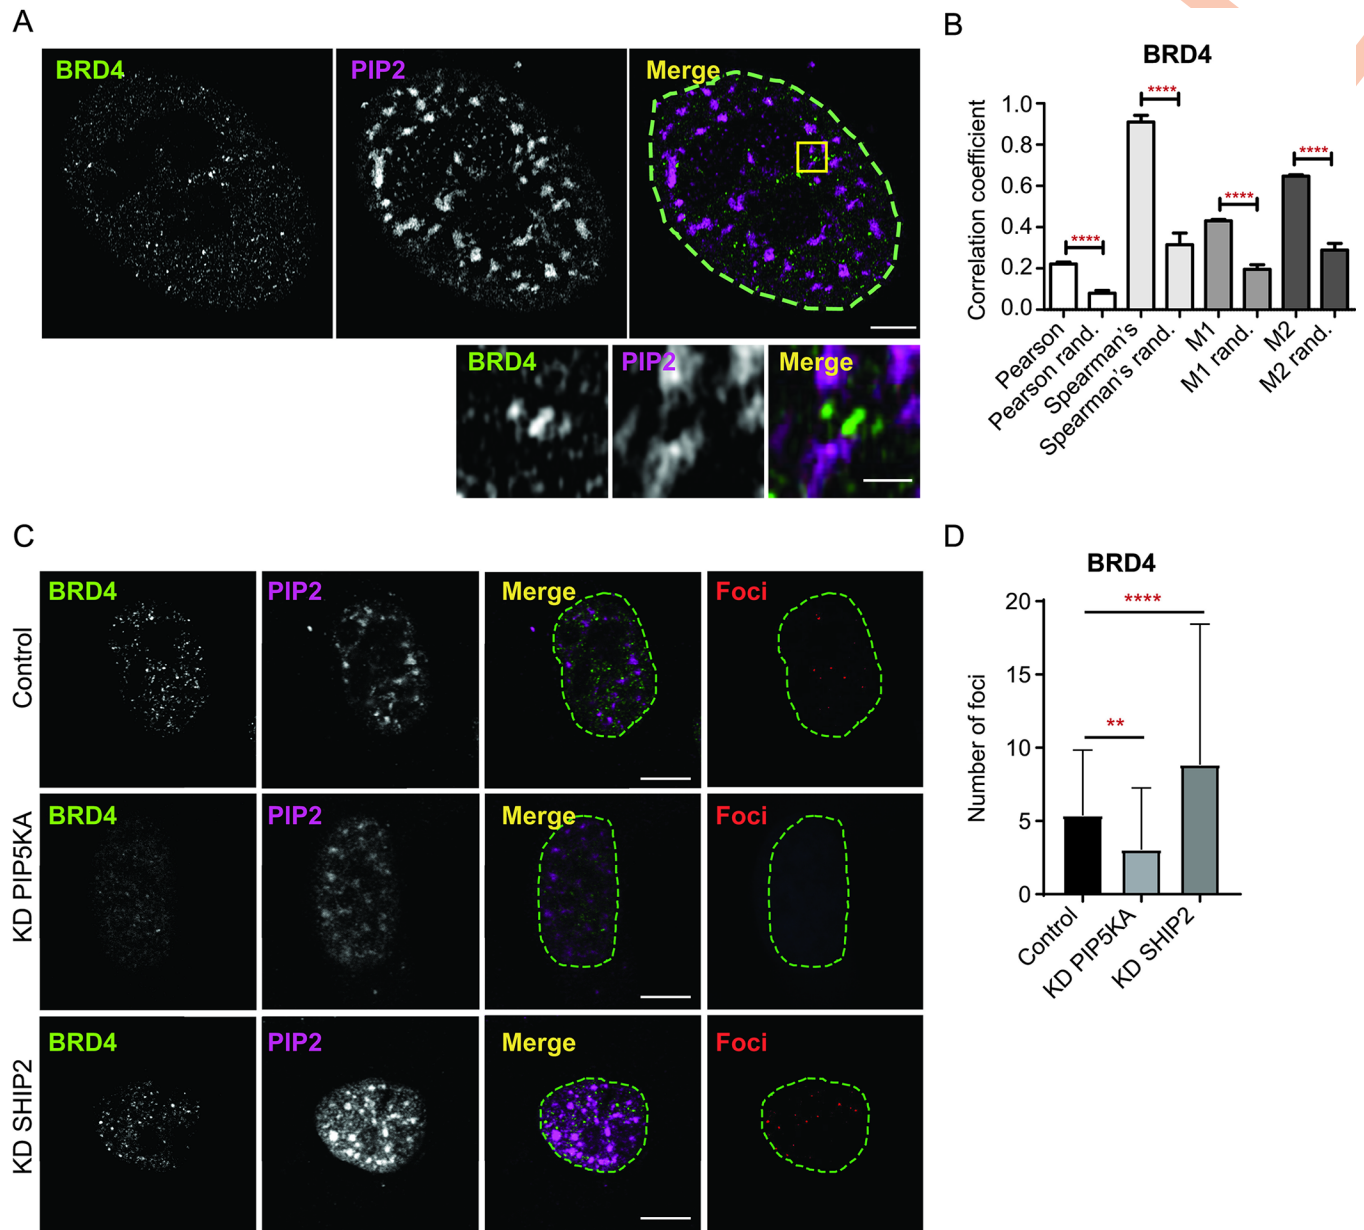 A
BRD4
PIP2
Merge
BRD4
PIP2
Merge
B
BRD4
Correlation coefficient
1.0
0.8
0.6
0.4
0.2
0.0
****
****
****
****
Pearson
Pearson rand.
Spearman's
Spearman's rand.
M1
M1 rand.
M2
M2 rand.
C
Control
BRD4
PIP2
Merge
Foci
KD PIP5KA
BRD4
PIP2
Merge
Foci
KD SHIP2
BRD4
PIP2
Merge
Foci
D
BRD4
Number of foci
20
15
10
5
0
****
**
Control
KD PIP5KA
KD SHIP2